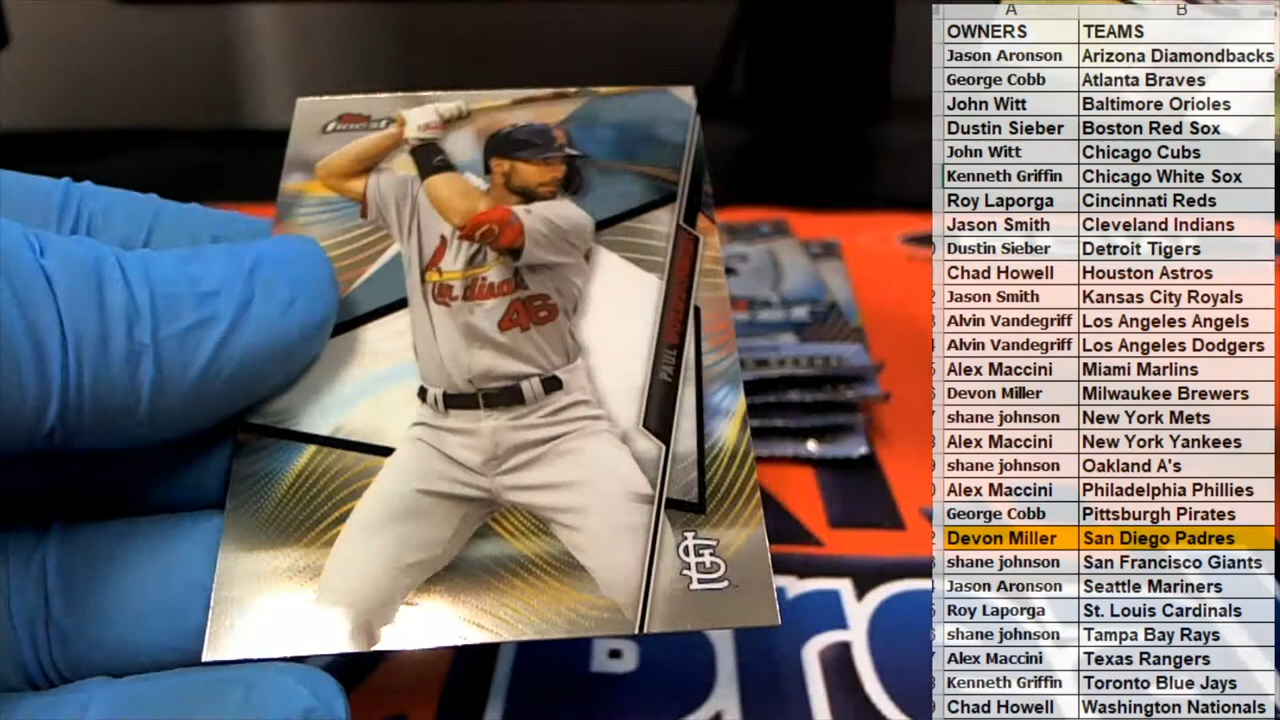 Topps
finest
Cardinals
46
PAUL
STL
A B
OWNERS TEAMS
Jason Aronson Arizona Diamondbacks
George Cobb Atlanta Braves
John Witt Baltimore Orioles
Dustin Sieber Boston Red Sox
John Witt Chicago Cubs
Kenneth Griffin Chicago White Sox
Roy Laporga Cincinnati Reds
Jason Smith Cleveland Indians
Dustin Sieber Detroit Tigers
Chad Howell Houston Astros
Jason Smith Kansas City Royals
Alvin Vandegriff Los Angeles Angels
Alvin Vandegriff Los Angeles Dodgers
Alex Maccini Miami Marlins
Devon Miller Milwaukee Brewers
shane johnson New York Mets
Alex Maccini New York Yankees
shane johnson Oakland A's
Alex Maccini Philadelphia Phillies
George Cobb Pittsburgh Pirates
Devon Miller San Diego Padres
shane johnson San Francisco Giants
Jason Aronson Seattle Mariners
Roy Laporga St. Louis Cardinals
shane johnson Tampa Bay Rays
Alex Maccini Texas Rangers
Kenneth Griffin Toronto Blue Jays
Chad Howell Washington Nationals